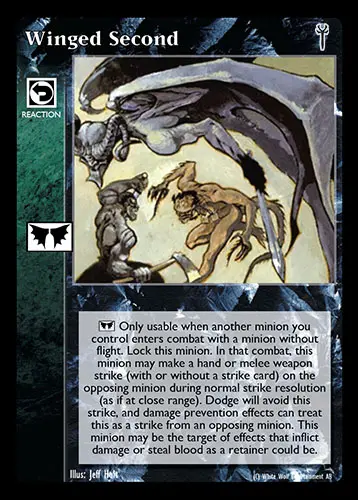 Winged Second
REACTION
Only usable when another minion you
control enters combat with a minion without
flight. Lock this minion. In that combat, this
minion may make a hand or melee weapon
strike (with or without a strike card) on the
opposing minion during normal strike resolution
(as if at close range). Dodge will avoid this
strike, and damage prevention effects can treat
this as a strike from an opposing minion. This
minion may be the target of effects that inflict
damage or steal blood as a retainer could be.
Illus: Jeff Holt
(C) White Wolf Entertainment AB